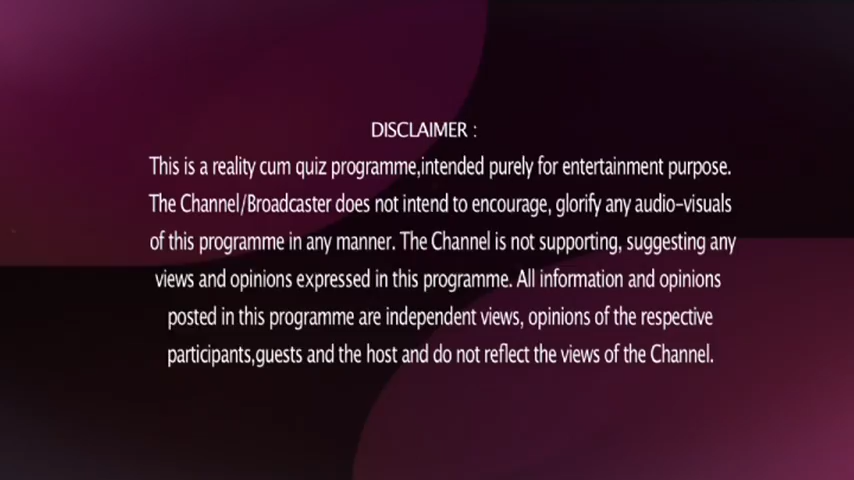 DISCLAIMER :
This is a reality cum quiz programme,intended purely for entertainment purpose.
The Channel/Broadcaster does not intend to encourage, glorify any audio-visuals
of this programme in any manner. The Channel is not supporting, suggesting any
views and opinions expressed in this programme. All information and opinions
posted in this programme are independent views, opinions of the respective
participants,guests and the host and do not reflect the views of the Channel.